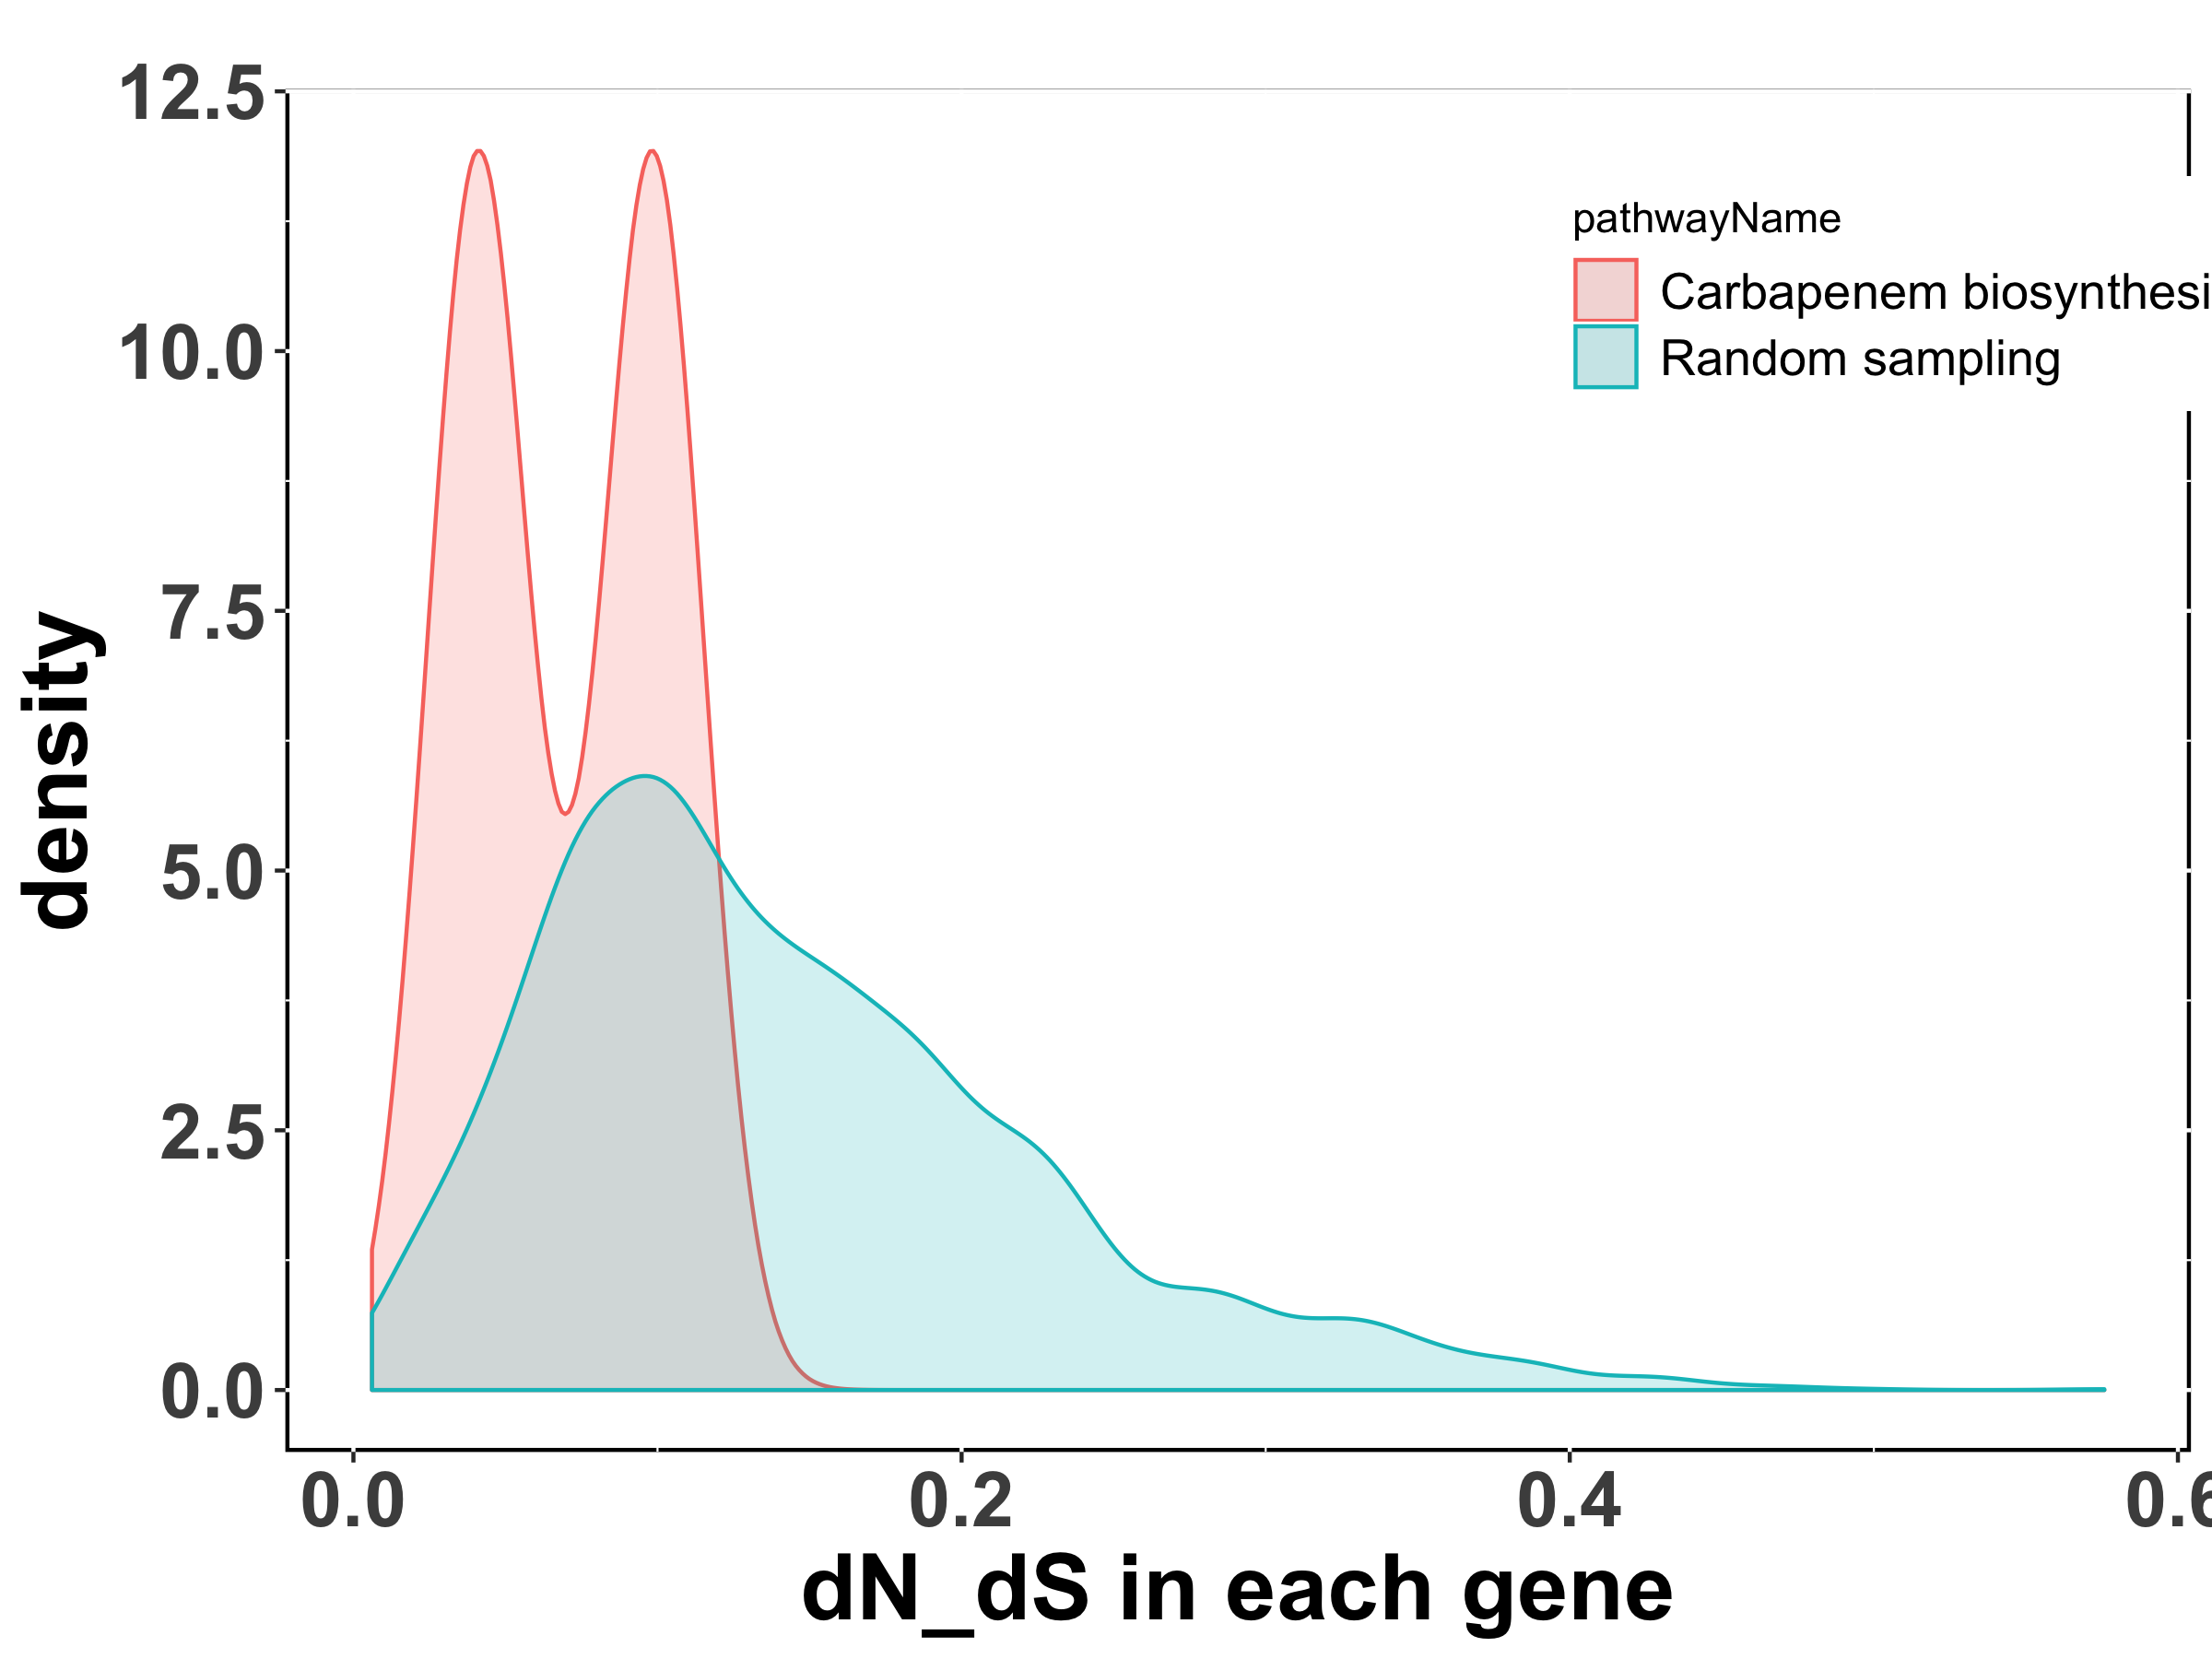 12.5
10.0
7.5
5.0
2.5
0.0
density
pathwayName
Carbapenem biosynthesi
Random sampling
0.0
0.2
0.4
0.6
dN_dS in each gene